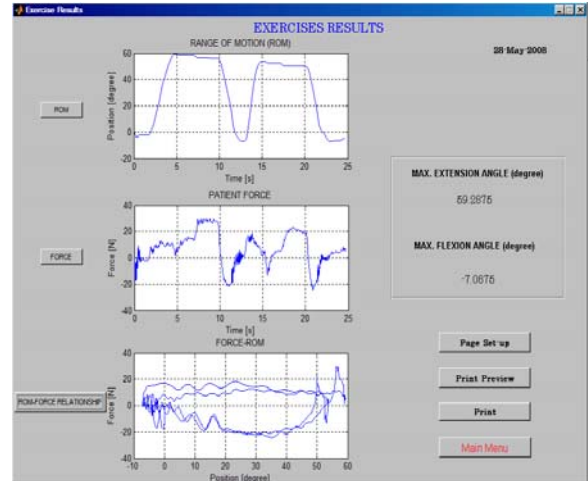 Exercise Results
EXERCISES RESULTS
28-May-2008
RANGE OF MOTION (ROM)
ROM
Position [degree]
60
40
20
0
-20
0 5 10 15 20 25
Time [s]
PATIENT FORCE
FORCE
Force [N]
40
20
0
-20
-40
0 5 10 15 20 25
Time [s]
FORCE-ROM
ROM-FORCE RELATIONSHIP
Force [N]
40
20
0
-20
-40
-10 0 10 20 30 40 50 60
Position [degree]
MAX. EXTENSION ANGLE (degree)
59.2875
MAX. FLEXION ANGLE (degree)
-7.0875
Page Set-up
Print Preview
Print
Main Menu